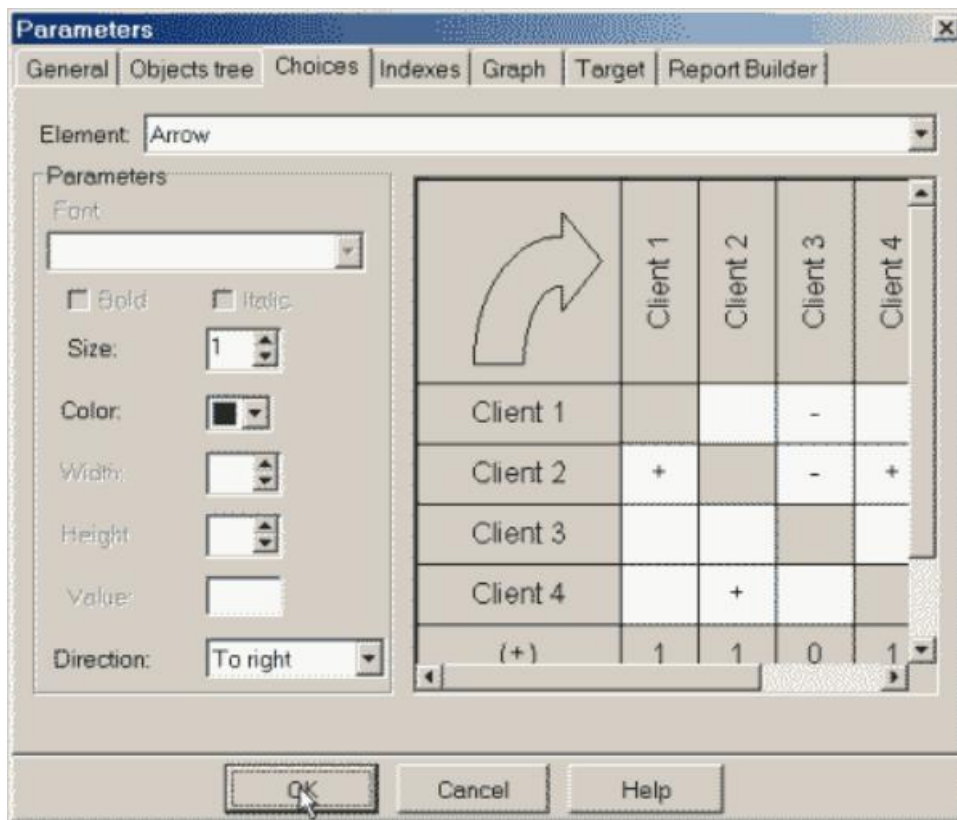 Parameters
General Objects tree Choices Indexes Graph Target Report Builder
Element: Arrow
Parameters
Font
Bold Italic
Size: 1
Color:
Width:
Height
Value:
Direction: To right
Client 1 Client 2 Client 3 Client 4
Client 1 -
Client 2 + - +
Client 3
Client 4 +
(+) 1 1 0 1
OK Cancel Help